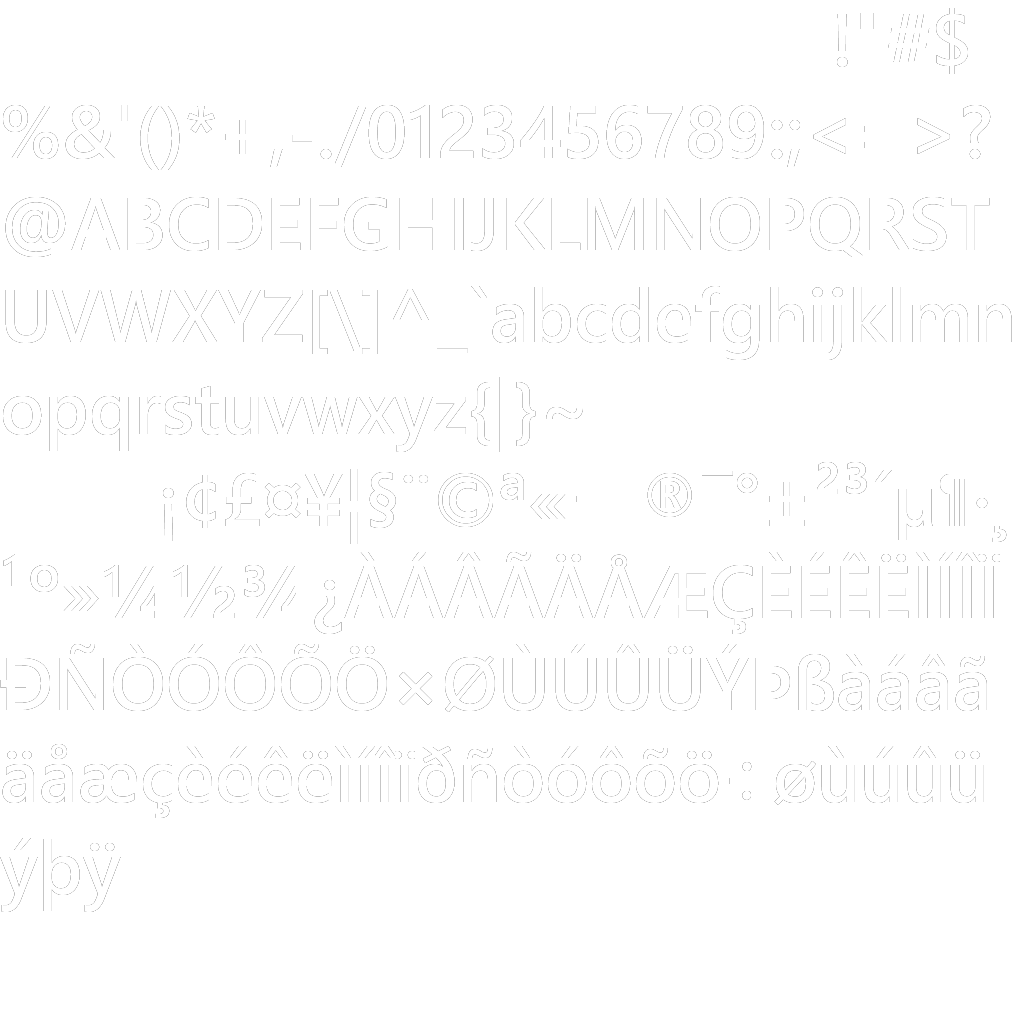 !"#$
%&'()*+,-./0123456789:;<=>?
@ABCDEFGHIJKLMNOPQRST
UVWXYZ[\]^_`abcdefghijklmn
opqrstuvwxyz{|}~
¡¢£¤¥¦§¨©ª«¬®¯°±²³´µ¶·¸
¹º»¼½¾¿ÀÁÂÃÄÅÆÇÈÉÊËÌÍÎÏ
ÐÑÒÓÔÕÖ×ØÙÚÛÜÝÞßàáâã
äåæçèéêëìíîïðñòóôõö÷øùúûü
ýþÿ